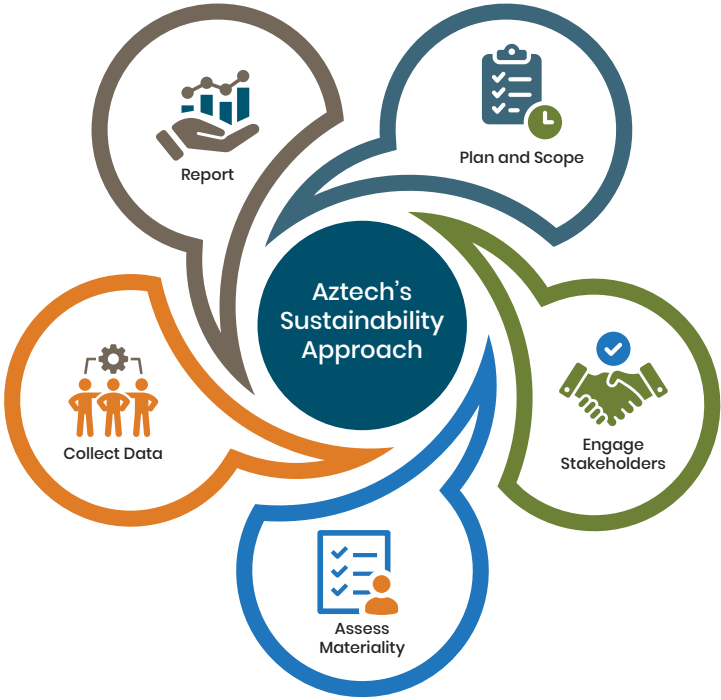 Aztech’s
Sustainability
Approach
Plan and Scope
Engage
Stakeholders
Assess
Materiality
Collect Data
Report